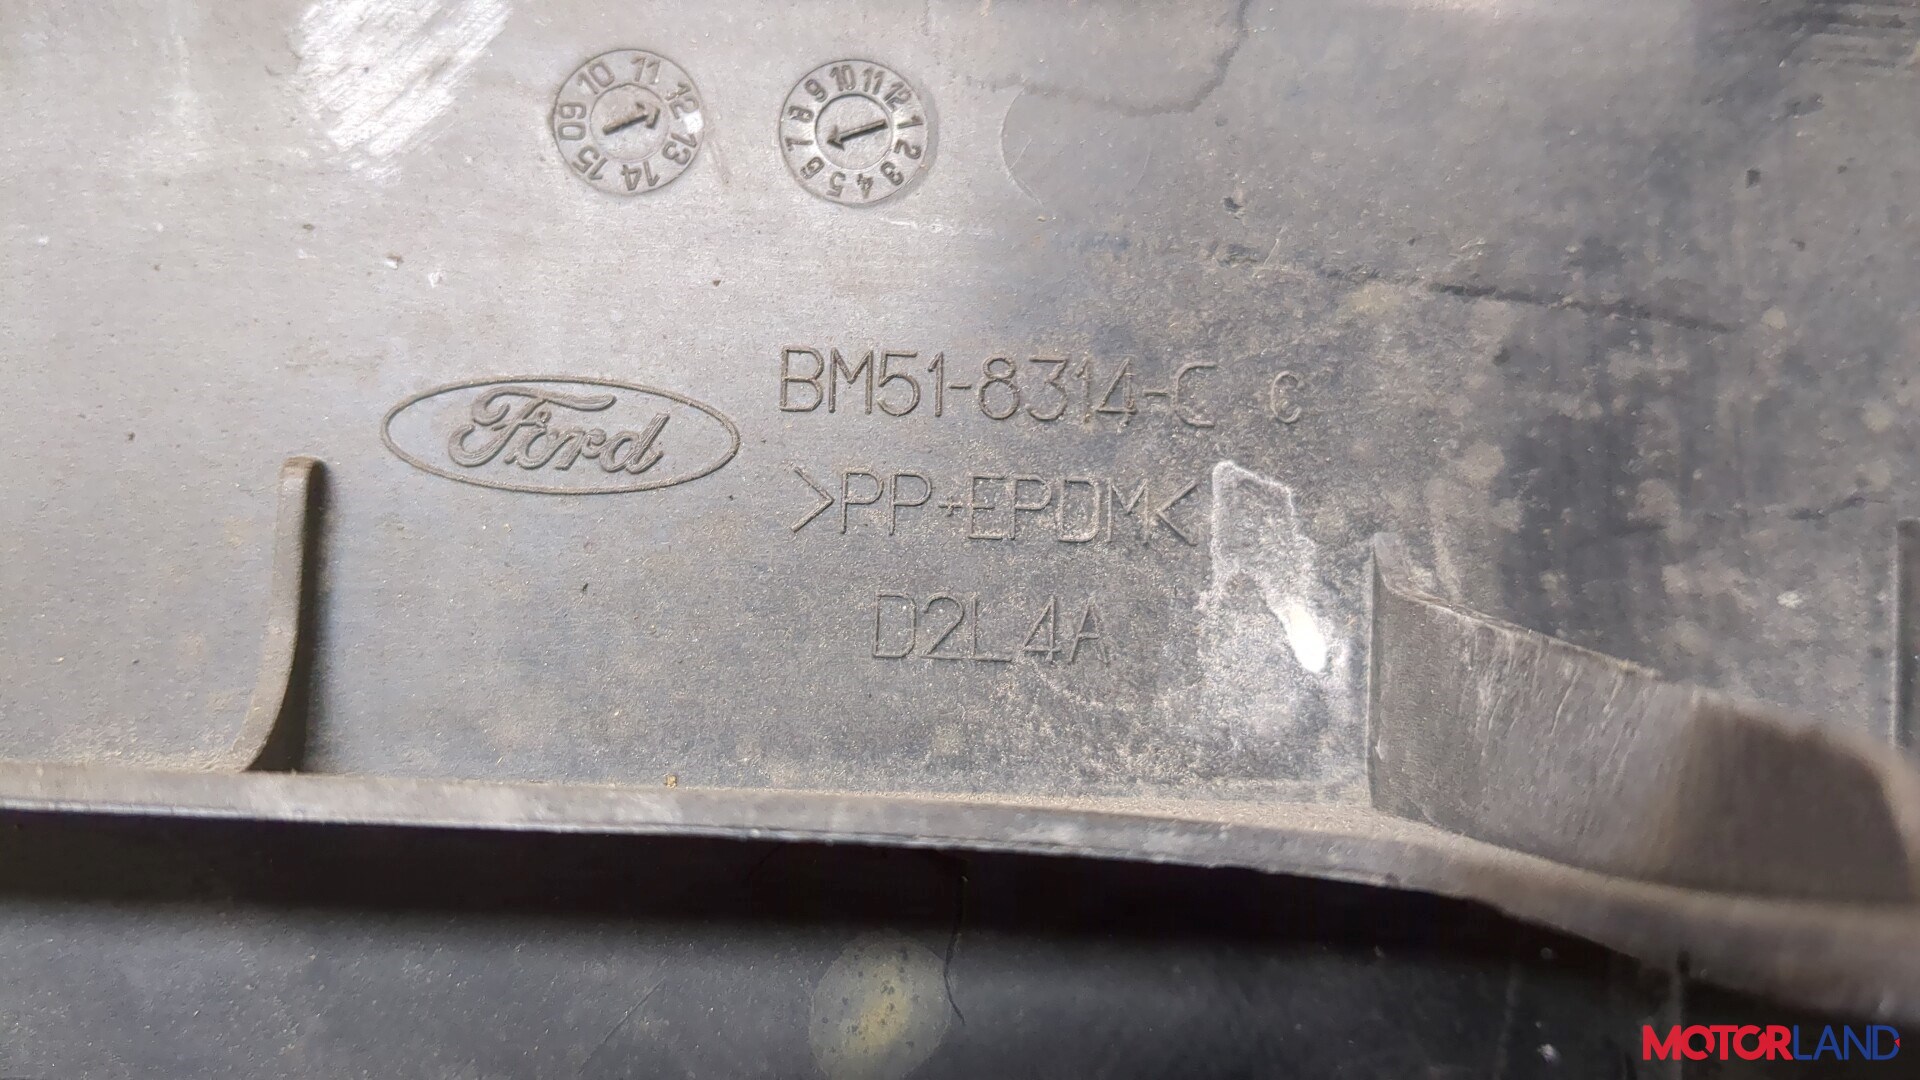 09 10 11 12 13 14 15
1 2 3 4 5 6 7 8 9 10 11 12
Ford
BM51-8314-C C
>PP+EPDM<
D2L4A
MOTORLAND